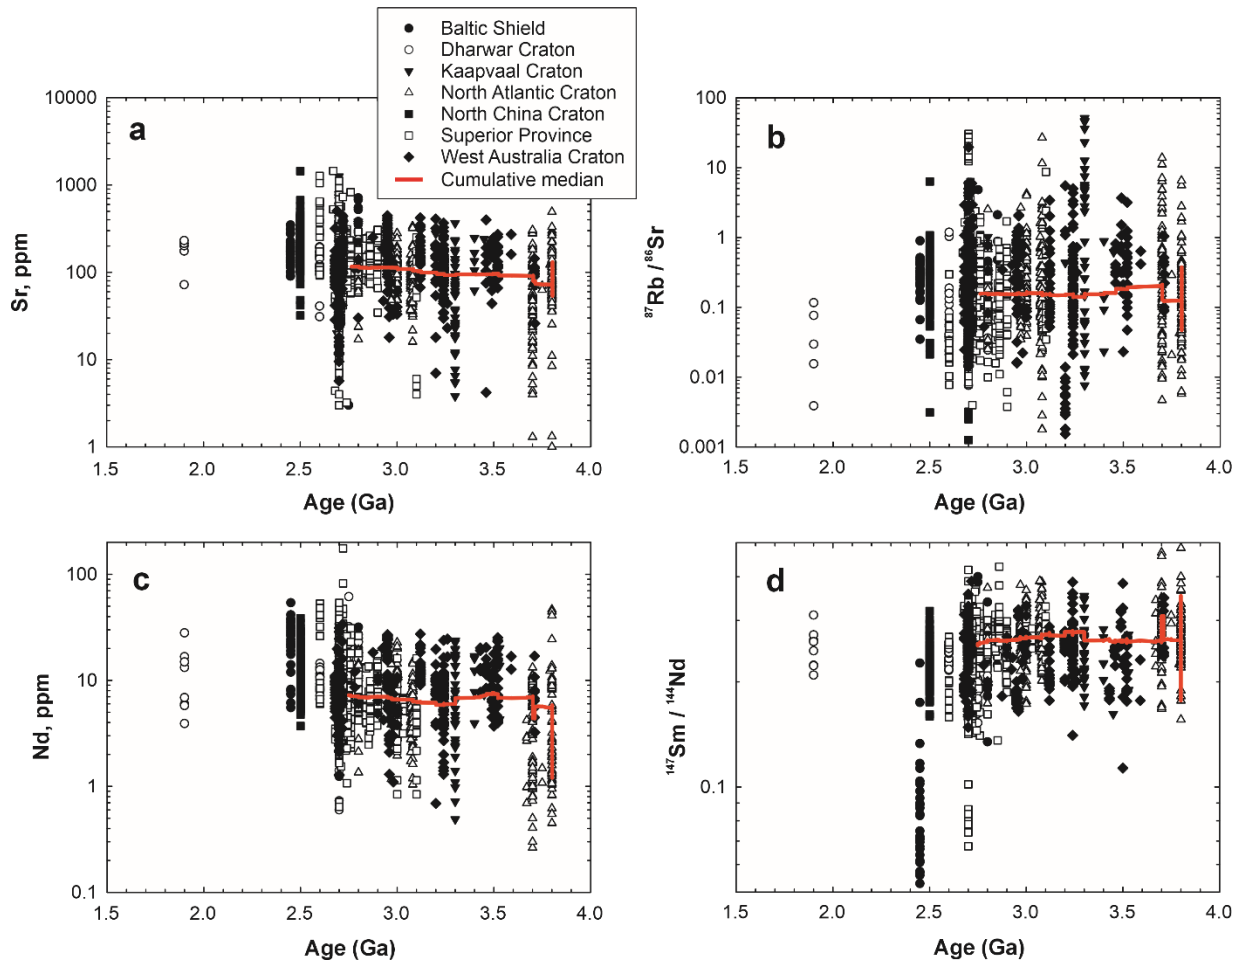 Baltic Shield
Dharwar Craton
Kaapvaal Craton
North Atlantic Craton
North China Craton
Superior Province
West Australia Craton
Cumulative median
a
Sr, ppm
10000
1000
100
10
1
1.5 2.0 2.5 3.0 3.5 4.0
Age (Ga)
b
87Rb / 86Sr
100
10
1
0.1
0.01
0.001
1.5 2.0 2.5 3.0 3.5 4.0
Age (Ga)
c
Nd, ppm
100
10
1
0.1
1.5 2.0 2.5 3.0 3.5 4.0
Age (Ga)
d
147Sm / 144Nd
0.1
1.5 2.0 2.5 3.0 3.5 4.0
Age (Ga)